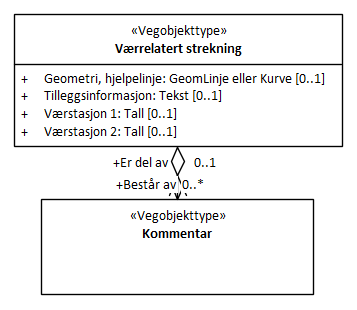 «Vegobjekttype»
Værrelatert strekning
+ Geometri, hjelpelinje: GeomLinje eller Kurve [0..1]
+ Tilleggsinformasjon: Tekst [0..1]
+ Værstasjon 1: Tall [0..1]
+ Værstasjon 2: Tall [0..1]
+Er del av 0..1
+Består av 0..*
«Vegobjekttype»
Kommentar